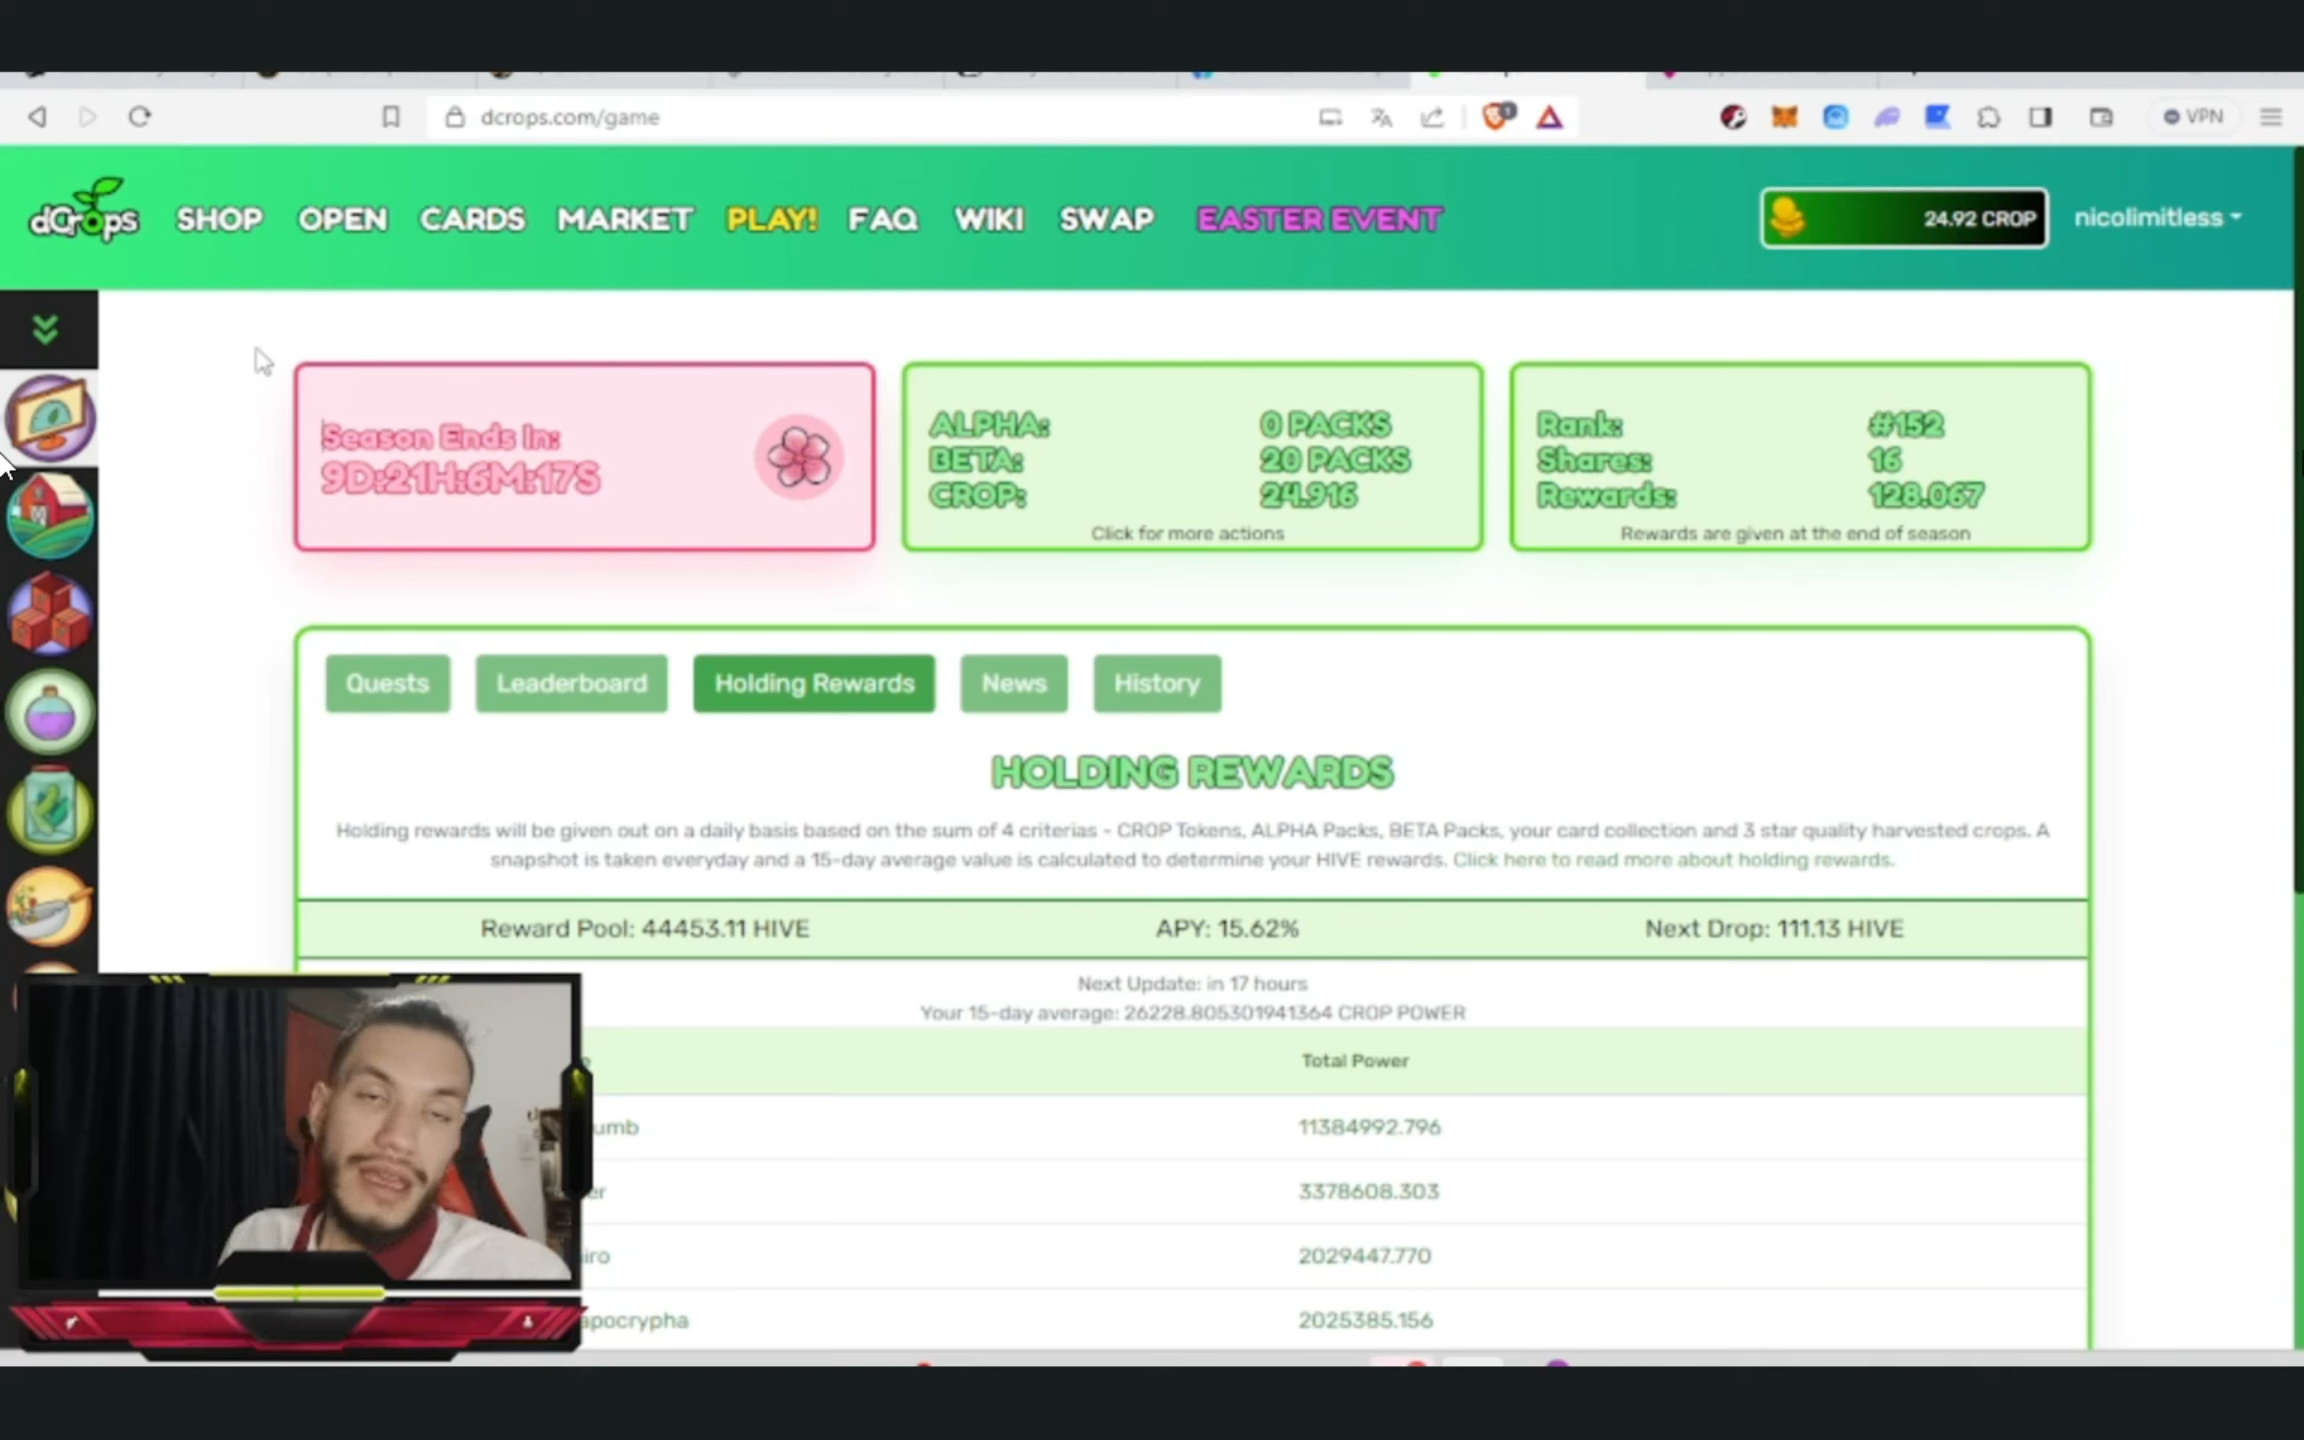 dcrops.com/game
VPN
dCrops
SHOP OPEN CARDS MARKET PLAY! FAQ WIKI SWAP EASTER EVENT
24.92 CROP
nicolimitless
Season Ends In:
9D:21H:6M:17S
ALPHA: 0 PACKS
BETA: 20 PACKS
CROP: 24.916
Click for more actions
Rank: #152
Shares: 16
Rewards: 128.067
Rewards are given at the end of season
Quests Leaderboard Holding Rewards News History
HOLDING REWARDS
Holding rewards will be given out on a daily basis based on the sum of 4 criterias - CROP Tokens, ALPHA Packs, BETA Packs, your card collection and 3 star quality harvested crops. A
snapshot is taken everyday and a 15-day average value is calculated to determine your HIVE rewards. Click here to read more about holding rewards.
Reward Pool: 44453.11 HIVE APY: 15.62% Next Drop: 111.13 HIVE
Next Update: in 17 hours
Your 15-day average: 26228.805301941364 CROP POWER
Total Power
umb 11384992.796
er 3378608.303
iro 2029447.770
apocrypha 2025385.156